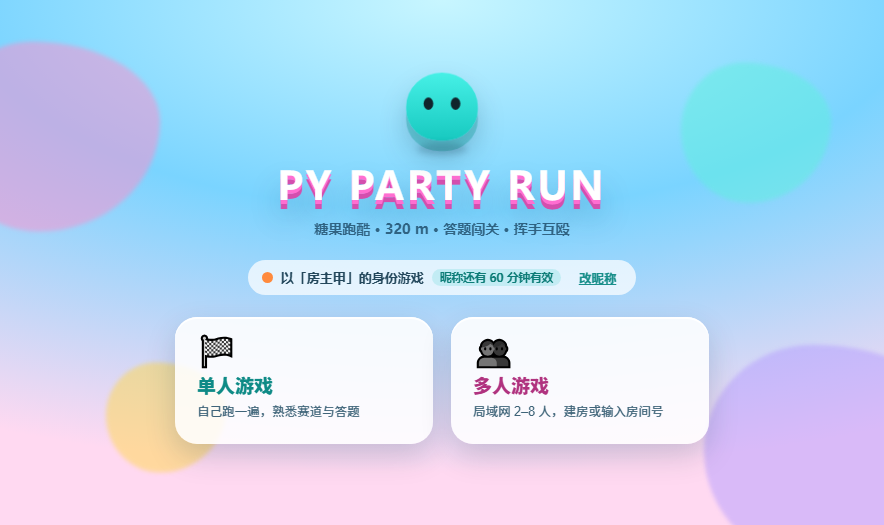 PY PARTY RUN
糖果跑酷 • 320 m • 答题闯关 • 挥手互殴
以「房主甲」的身份游戏 昵称还有 60 分钟有效 改昵称
单人游戏
自己跑一遍，熟悉赛道与答题
多人游戏
局域网 2–8 人，建房或输入房间号